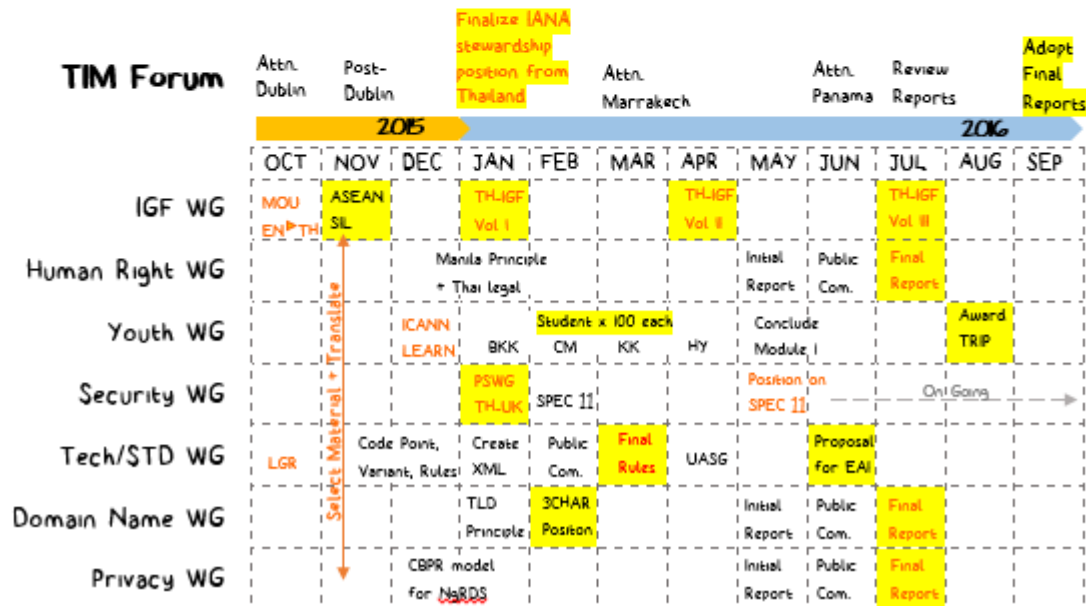 Finalize IANA
stewardship
position from
Thailand
Adopt
Final
Reports
TIM Forum
Attn.
Dublin
Post-
Dublin
Attn.
Marrakech
Attn.
Panama
Review
Reports
2015
2016
OCT NOV DEC JAN FEB MAR APR MAY JUN JUL AUG SEP
IGF WG
MOU
EN TH
ASEAN
SIL
TH-IGF
Vol I
TH-IGF
Vol II
TH-IGF
Vol III
Human Right WG
Manila Principle
+ Thai legal
Initial
Report
Public
Com.
Final
Report
Youth WG
ICANN
LEARN
Student x 100 each
BKK CM KK HY
Conclude
Module 1
Award
TRIP
Select Material + Translate
Security WG
PSWG
TH-UK
SPEC 11
Position on
SPEC 11
On Going
Tech/STD WG
LGR
Code Point,
Variant, Rules
Create
XML
Public
Com.
Final
Rules
UASG
Proposal
for EAI
Domain Name WG
TLD
Principle
3CHAR
Positon
Initial
Report
Public
Com.
Final
Report
Privacy WG
CBPR model
for NgRDS
Initial
Report
Public
Com.
Final
Report